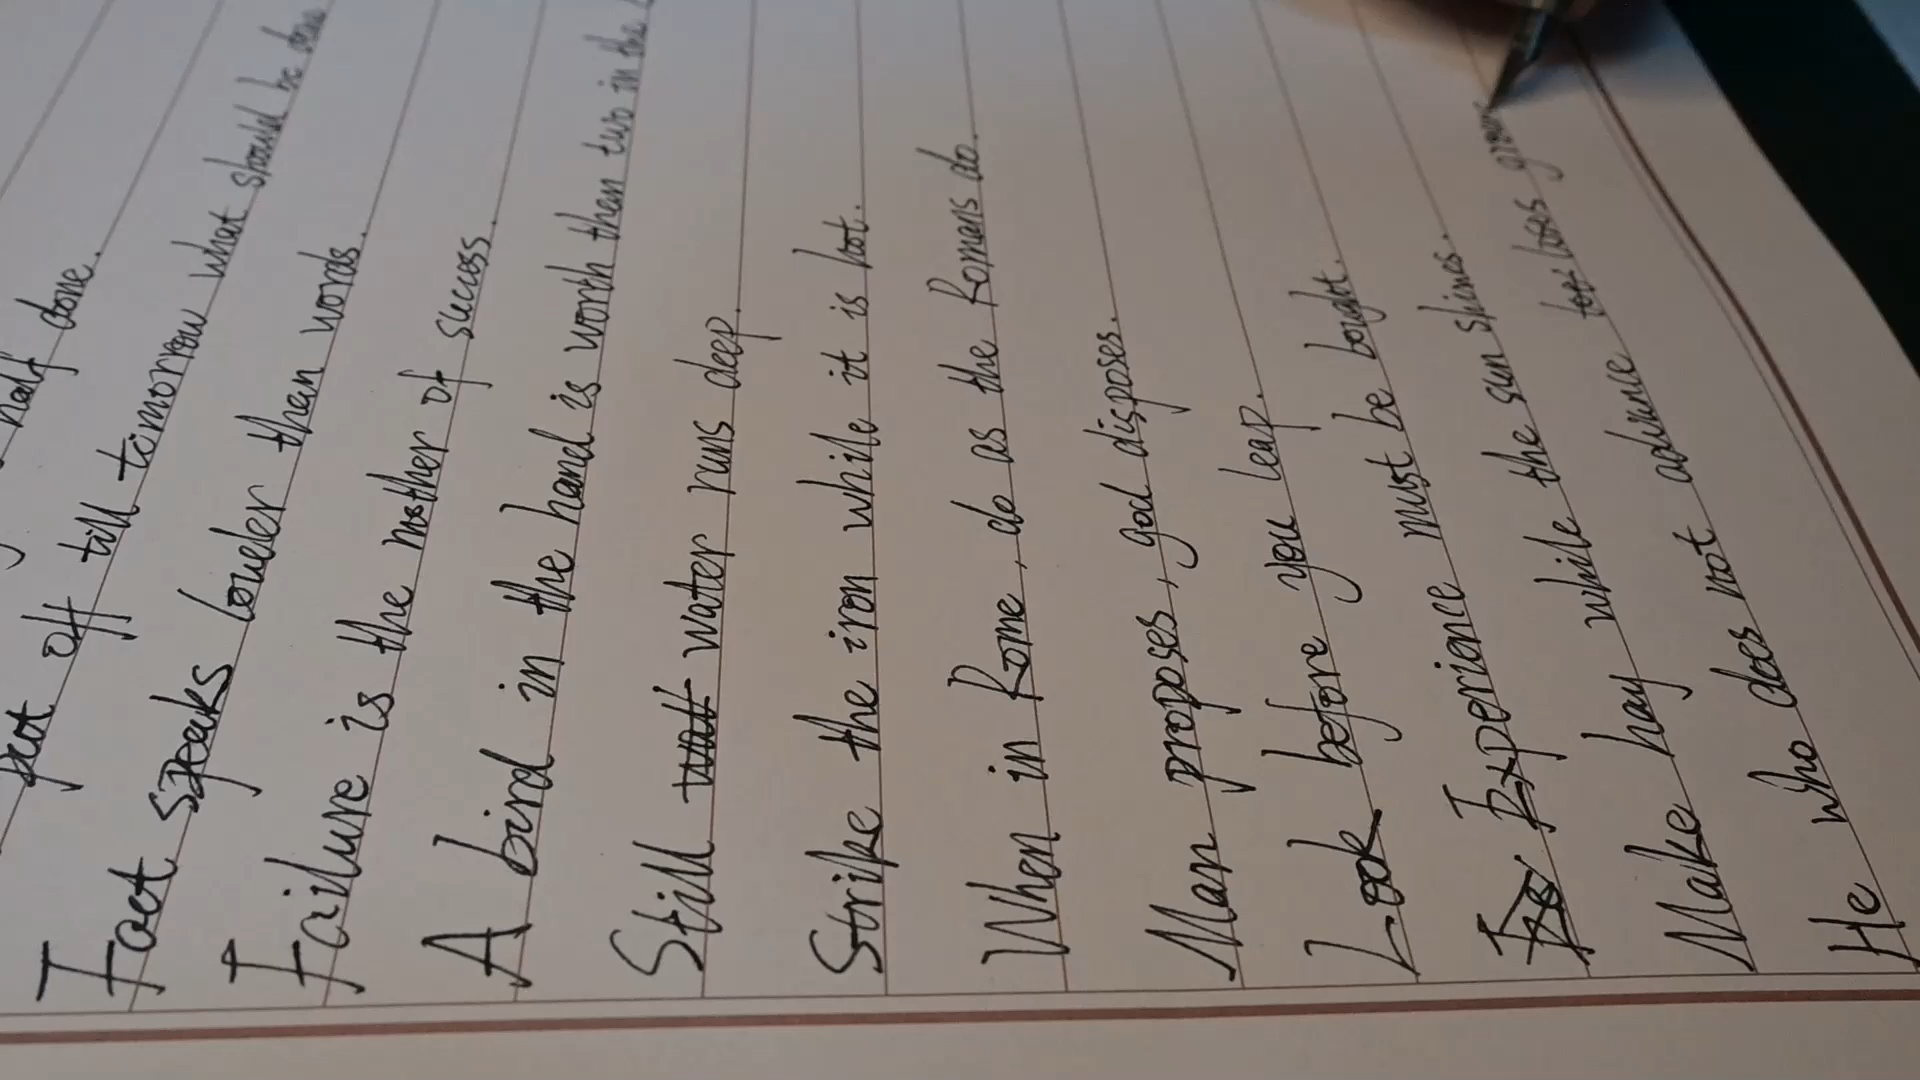 half done.
put off till tomorrow what should be done
Fact speaks louder than words.
Failure is the mother of success.
A bird in the hand is worth than two in the
Still water runs deep.
Strike the iron while it is hot.
When in Rome, do as the Romans do.
Man proposes, god disposes.
Look before you leap.
Experience must be bought.
Make hay while the sun shines.
He who does not advance loses